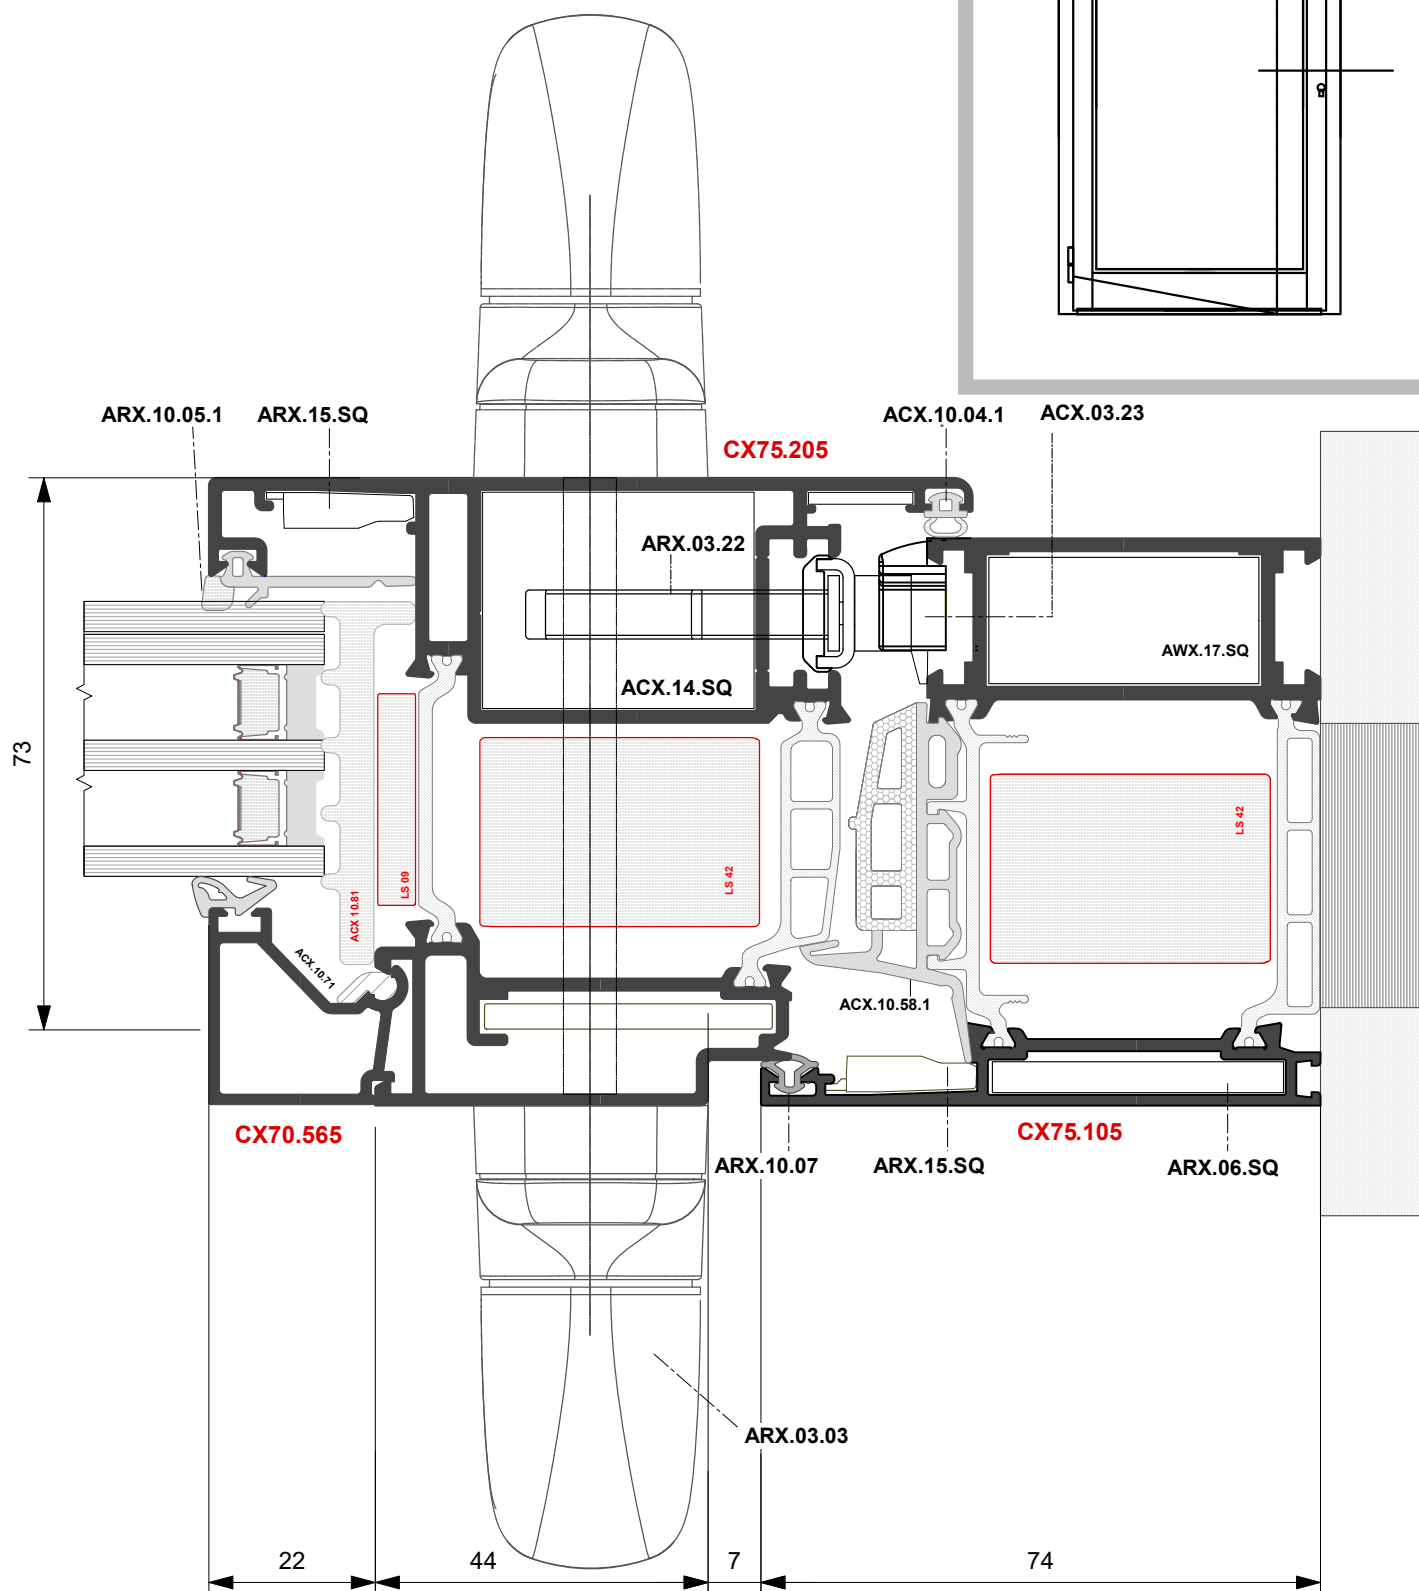 ARX.10.05.1
ARX.15.SQ
ACX.10.04.1
ACX.03.23
CX75.205
ARX.03.22
AWX.17.SQ
ACX.14.SQ
73
LS 42
LS 42
LS 09
ACX 10.81
ACX.10.71
ACX.10.58.1
CX70.565
CX75.105
ARX.10.07
ARX.15.SQ
ARX.06.SQ
ARX.03.03
22
44
7
74